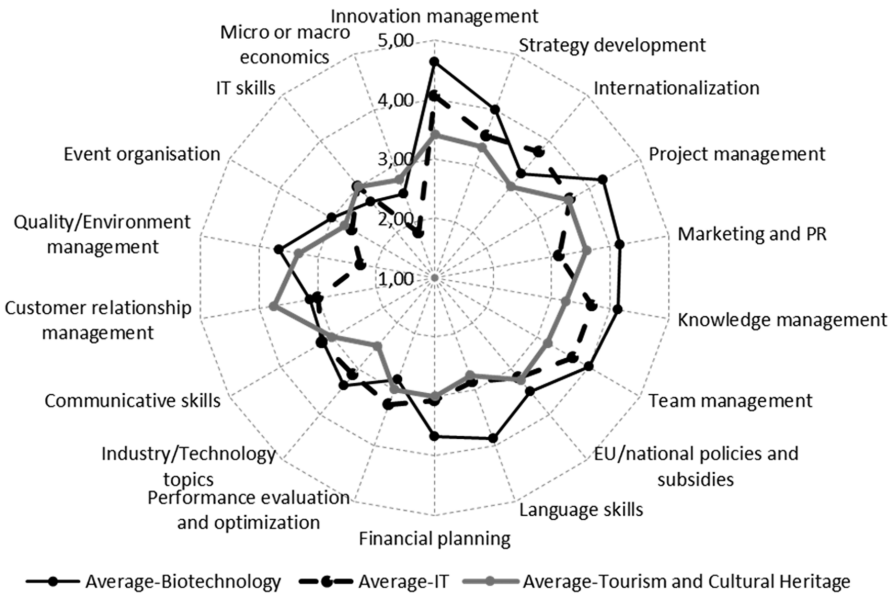 Innovation management
Micro or macro
economics
5,00
Strategy development
IT skills
Internationalization
4,00
Event organisation
3,00
Project management
Quality/Environment
management
2,00
Marketing and PR
1,00
Customer relationship
management
Knowledge management
Communicative skills
Team management
Industry/Technology
topics
EU/national policies and
subsidies
Performance evaluation
and optimization
Language skills
Financial planning
Average-Biotechnology
Average-IT
Average-Tourism and Cultural Heritage